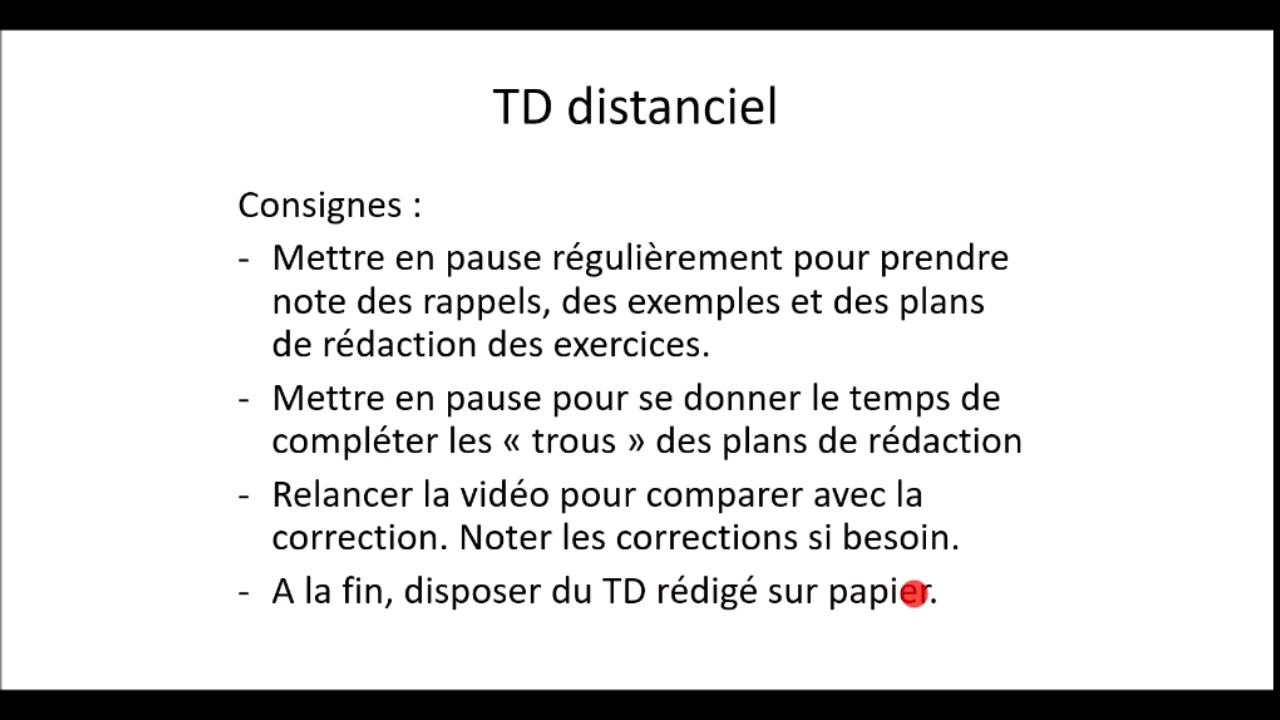 TD distanciel
Consignes :
- Mettre en pause régulièrement pour prendre
note des rappels, des exemples et des plans
de rédaction des exercices.
- Mettre en pause pour se donner le temps de
compléter les « trous » des plans de rédaction
- Relancer la vidéo pour comparer avec la
correction. Noter les corrections si besoin.
- A la fin, disposer du TD rédigé sur papier.